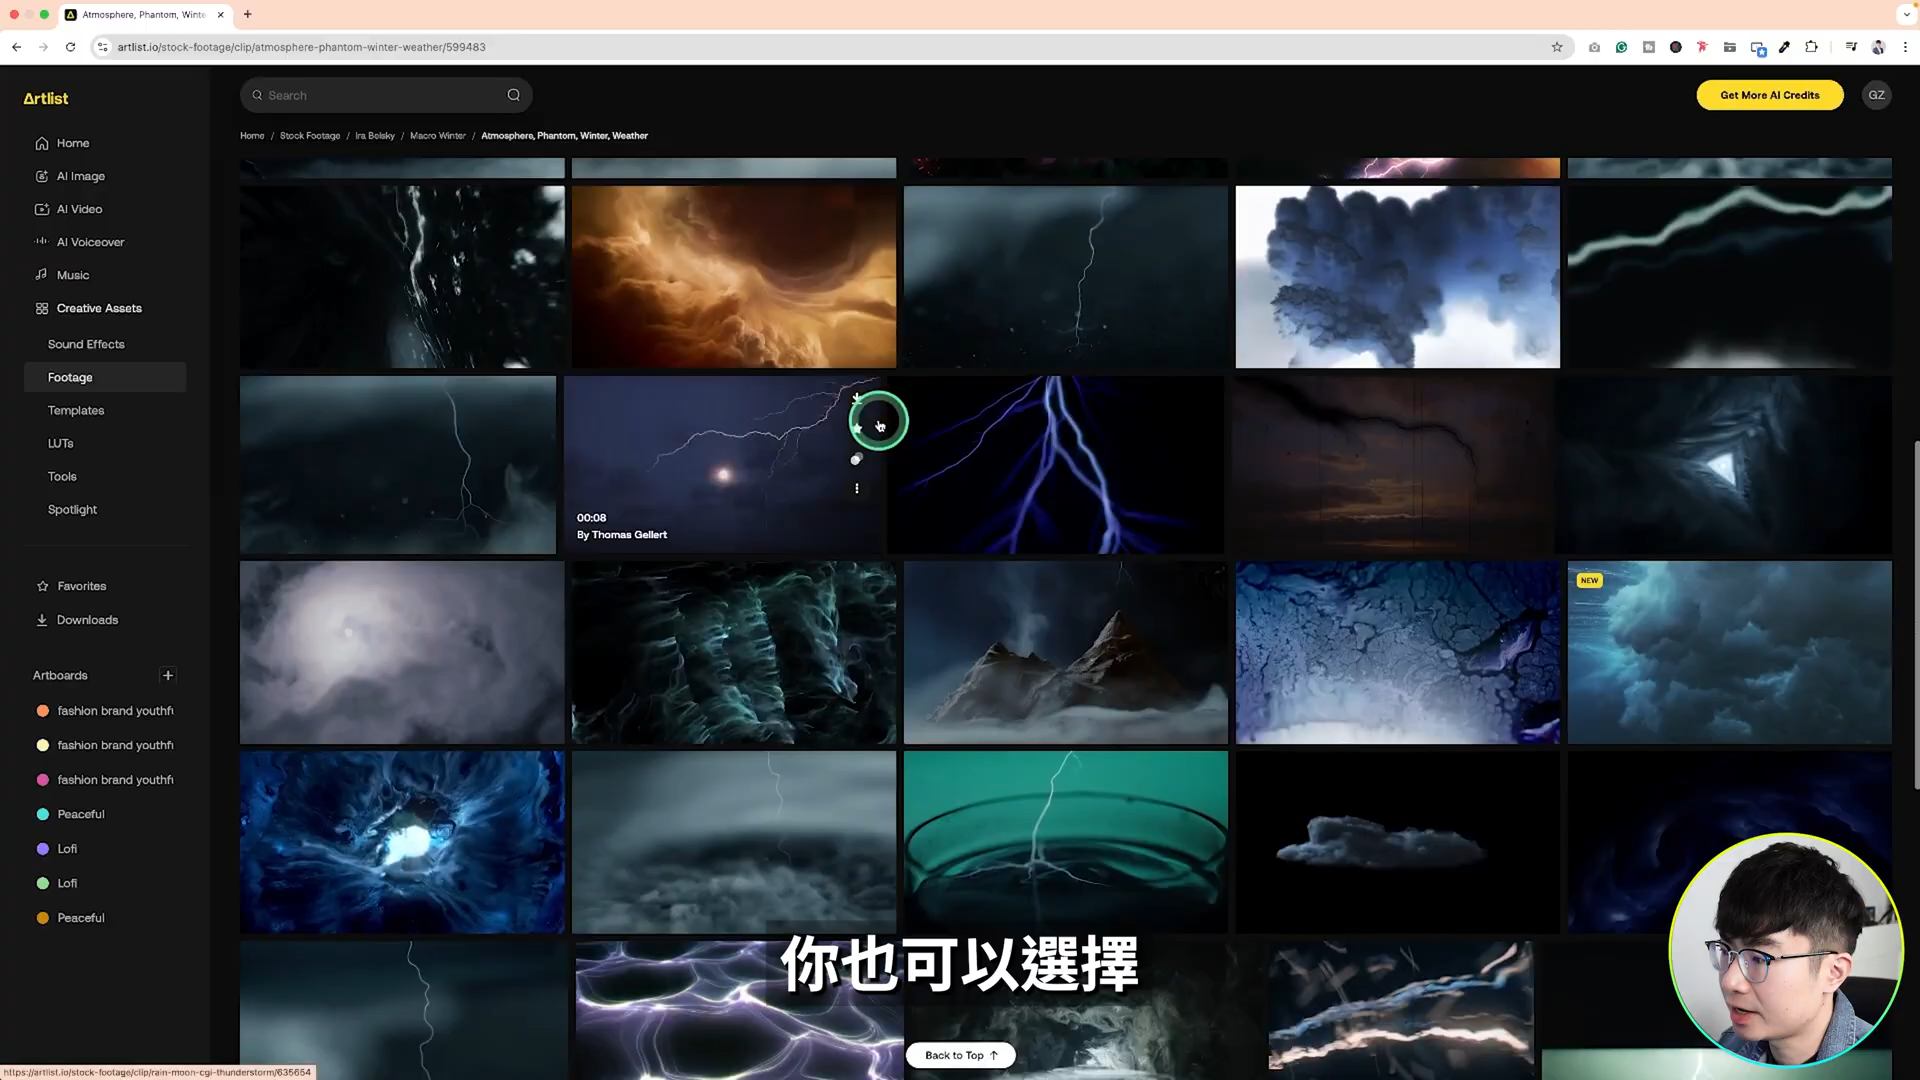 Atmosphere, Phantom, Winte
artlist.io/stock-footage/clip/atmosphere-phantom-winter-weather/599483
Artlist
Search
Get More AI Credits
GZ
Home / Stock Footage / Ira Belsky / Macro Winter / Atmosphere, Phantom, Winter, Weather
Home
AI Image
AI Video
AI Voiceover
Music
Creative Assets
Sound Effects
Footage
Templates
LUTs
Tools
Spotlight
Favorites
Downloads
Artboards
fashion brand youthfu
fashion brand youthfu
fashion brand youthfu
Peaceful
Lofi
Lofi
Peaceful
00:08
By Thomas Gellert
NEW
你也可以選擇
Back to Top
https://artlist.io/stock-footage/clip/rain-moon-cgi-thunderstorm/635654